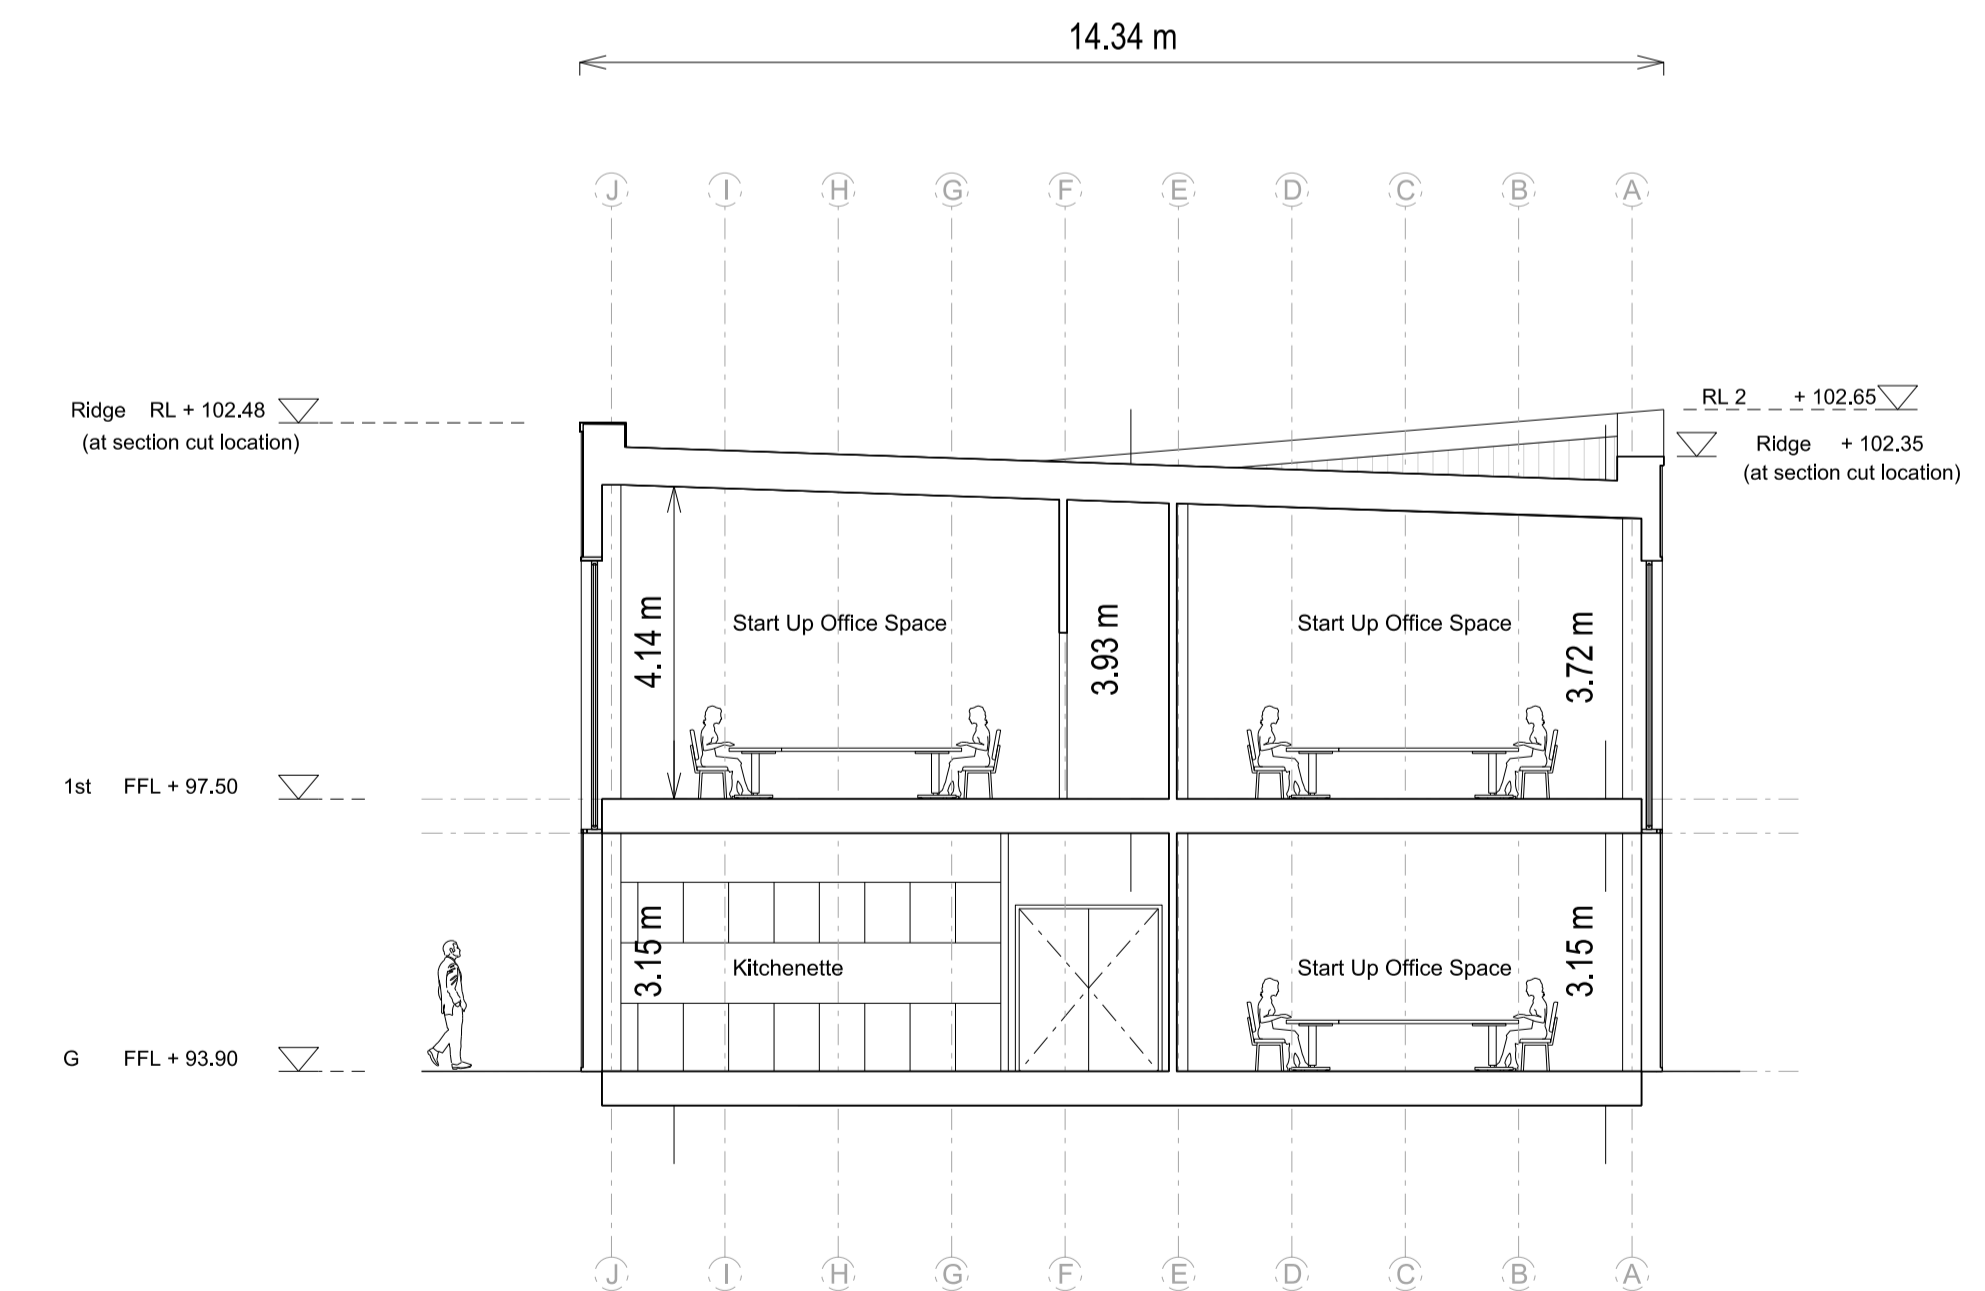 14.34 m
J I H G F E D C B A
Ridge RL + 102.48
(at section cut location)
RL 2 + 102.65
Ridge + 102.35
(at section cut location)
4.14 m
Start Up Office Space
3.93 m
Start Up Office Space
3.72 m
1st FFL + 97.50
3.15 m
Kitchenette
Start Up Office Space
3.15 m
G FFL + 93.90
J I H G F E D C B A